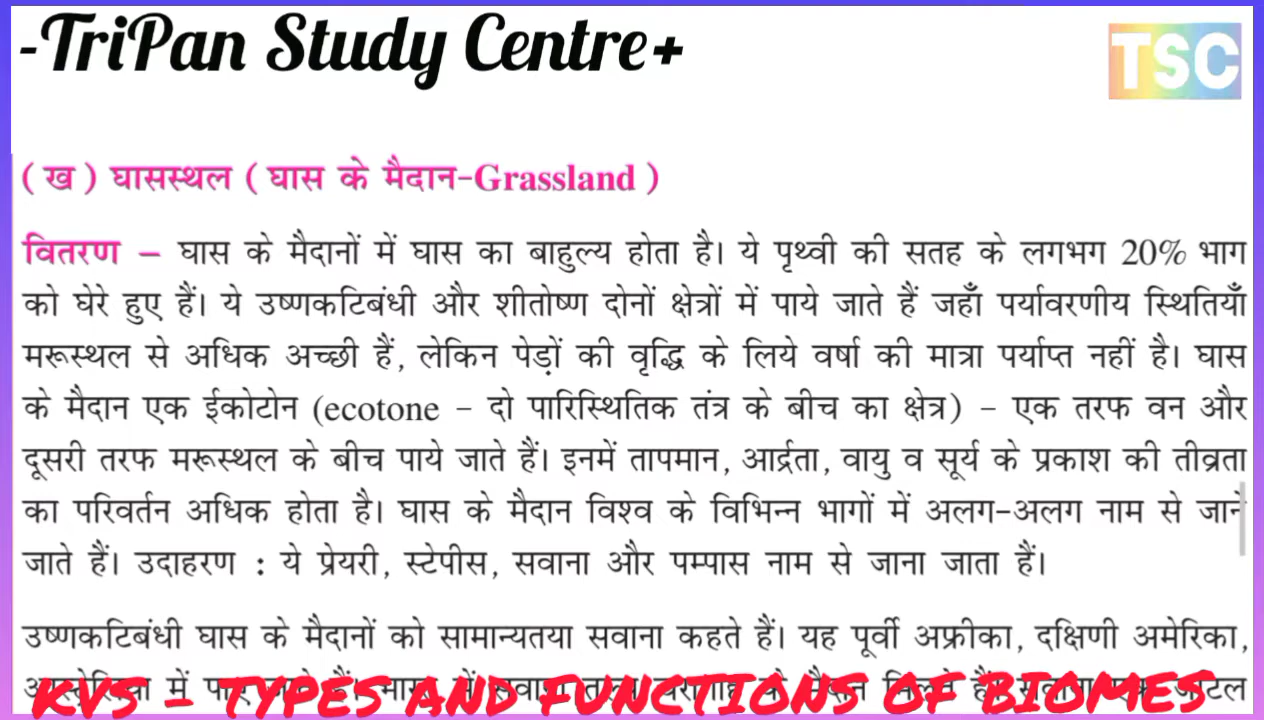 -TriPan Study Centre+
TSC
( ख ) घासस्थल ( घास के मैदान-Grassland )
वितरण – घास के मैदानों में घास का बाहुल्य होता है। ये पृथ्वी की सतह के लगभग 20% भाग
को घेरे हुए हैं। ये उष्णकटिबंधी और शीतोष्ण दोनों क्षेत्रों में पाये जाते हैं जहाँ पर्यावरणीय स्थितियाँ
मरूस्थल से अधिक अच्छी हैं, लेकिन पेड़ों की वृद्धि के लिये वर्षा की मात्रा पर्याप्त नहीं है। घास
के मैदान एक ईकोटोन (ecotone – दो पारिस्थितिक तंत्र के बीच का क्षेत्र) – एक तरफ वन और
दूसरी तरफ मरूस्थल के बीच पाये जाते हैं। इनमें तापमान, आर्द्रता, वायु व सूर्य के प्रकाश की तीव्रता
का परिवर्तन अधिक होता है। घास के मैदान विश्व के विभिन्न भागों में अलग-अलग नाम से जाने
जाते हैं। उदाहरण : ये प्रेयरी, स्टेपीस, सवाना और पम्पास नाम से जाना जाता हैं।
उष्णकटिबंधी घास के मैदानों को सामान्यतया सवाना कहते हैं। यह पूर्वी अफ्रीका, दक्षिणी अमेरिका,
में
KVS – TYPES AND FUNCTIONS OF BIOMES